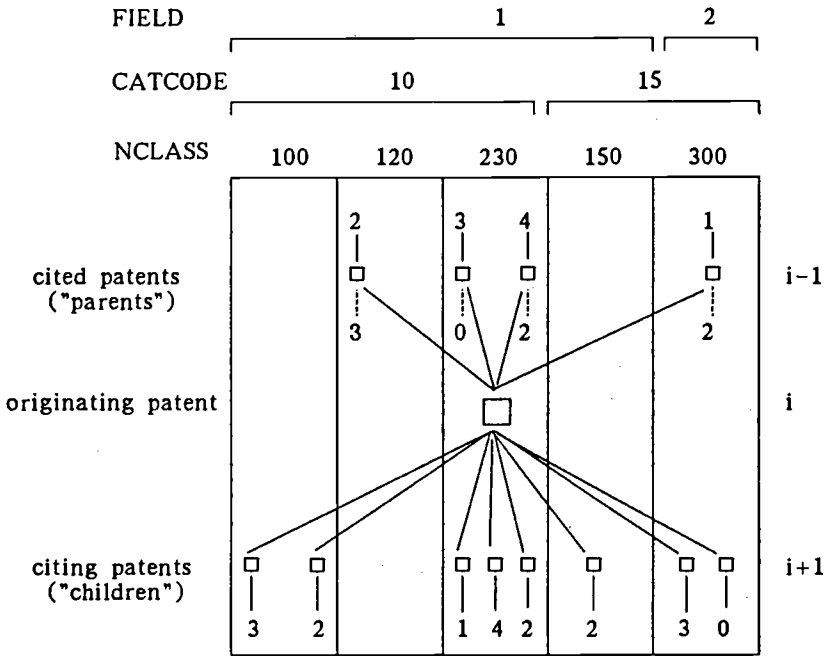 FIELD 1 2
CATCODE 10 15
NCLASS 100 120 230 150 300
2 3 4 1
cited patents i-1
("parents")
3 0 2 2
originating patent i
citing patents i+1
("children")
3 2 1 4 2 2 3 0